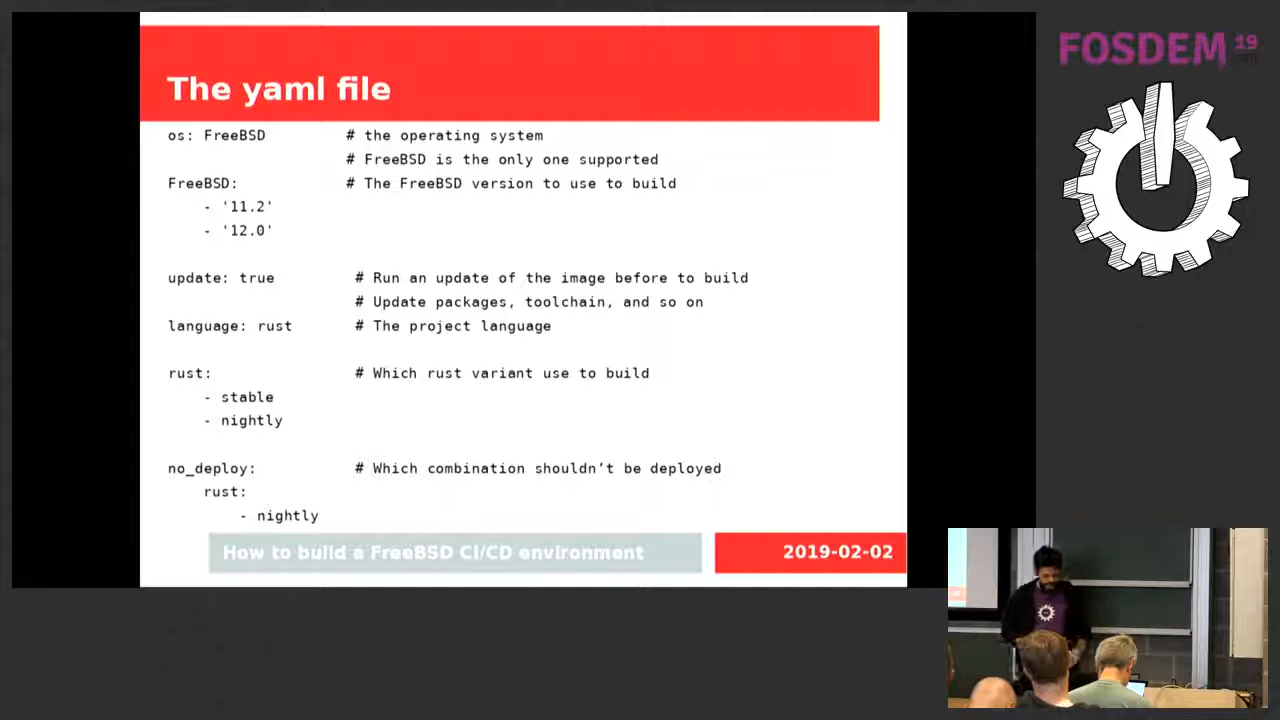 FOSDEM 19
The yaml file
os: FreeBSD # the operating system
# FreeBSD is the only one supported
FreeBSD: # The FreeBSD version to use to build
- '11.2'
- '12.0'
update: true # Run an update of the image before to build
# Update packages, toolchain, and so on
language: rust # The project language
rust: # Which rust variant use to build
- stable
- nightly
no_deploy: # Which combination shouldn’t be deployed
rust:
- nightly
How to build a FreeBSD CI/CD environment 2019-02-02